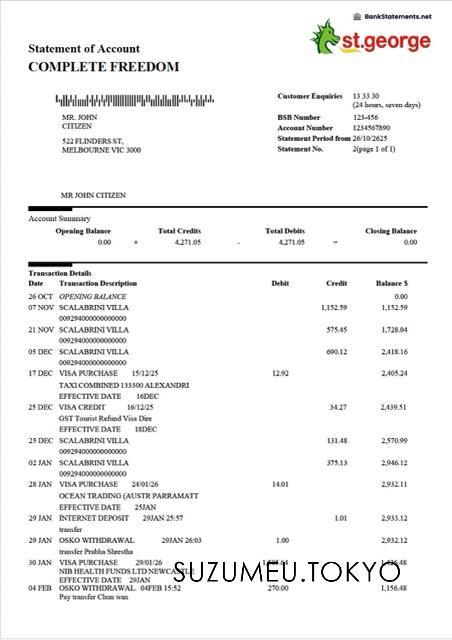 BankStatements.net
st.george
Statement of Account
COMPLETE FREEDOM
Customer Enquiries 13 33 30
(24 hours, seven days)
MR. JOHN
CITIZEN
BSB Number 123-456
Account Number 1234567890
522 FLINDERS ST,
MELBOURNE VIC 3000
Statement Period from 26/10/2625
Statement No. 2(page 1 of 1)
MR JOHN CITIZEN
Account Summary
Opening Balance Total Credits Total Debits Closing Balance
0.00 + 4,271.05 - 4,271.05 = 0.00
Transaction Details
Date Transaction Description Debit Credit Balance $
26 OCT OPENING BALANCE 0.00
07 NOV SCALABRINI VILLA 1,152.59 1,152.59
009294000000000000
21 NOV SCALABRINI VILLA 575.45 1,728.04
009294000000000000
05 DEC SCALABRINI VILLA 690.12 2,418.16
009294000000000000
17 DEC VISA PURCHASE 15/12/25 12.92 2,405.24
TAXI COMBINED 133300 ALEXANDRI
EFFECTIVE DATE 16DEC
25 DEC VISA CREDIT 16/12/25 34.27 2,439.51
GST Tourist Refund Visa Dire
EFFECTIVE DATE 18DEC
25 DEC SCALABRINI VILLA 131.48 2,570.99
009294000000000000
02 JAN SCALABRINI VILLA 375.13 2,946.12
009294000000000000
28 JAN VISA PURCHASE 24/01/26 14.01 2,932.11
OCEAN TRADING (AUSTR PARRAMATT
EFFECTIVE DATE 25JAN
29 JAN INTERNET DEPOSIT 29JAN 25:57 1.01 2,933.12
transfer
29 JAN OSKO WITHDRAWAL 29JAN 26:03 1.00 2,932.12
transfer Prabha Shrestha
30 JAN VISA PURCHASE 29/01/26
NIB HEALTH FUNDS LTD NEWCASTLE
EFFECTIVE DATE 29JAN
SUZUMEU.TOKYO
04 FEB OSKO WITHDRAWAL. 04FEB 15:52 270.00 1,156.48
Pay transfer Chun wan